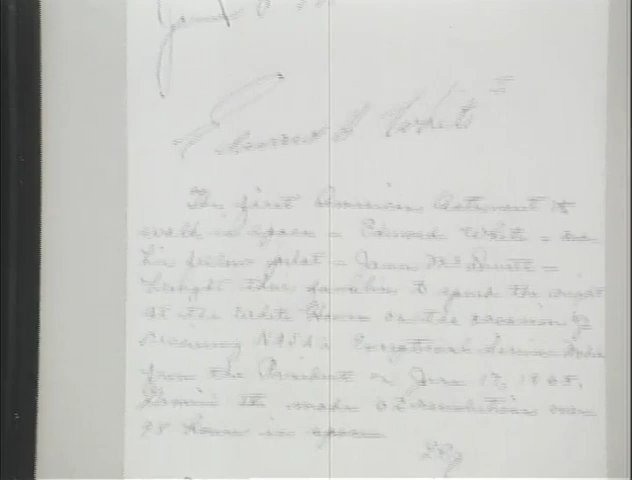 Edward H White II
The first American Astronaut to
walk in space – Edward White – and
his fellow pilot – James McDivitt –
brought their families to spend the night
at the White House on the occasion of
receiving NASA's Exceptional Service Medal
from the President on June 17, 1965.
Gemini IV made 62 revolutions over
98 hours in space